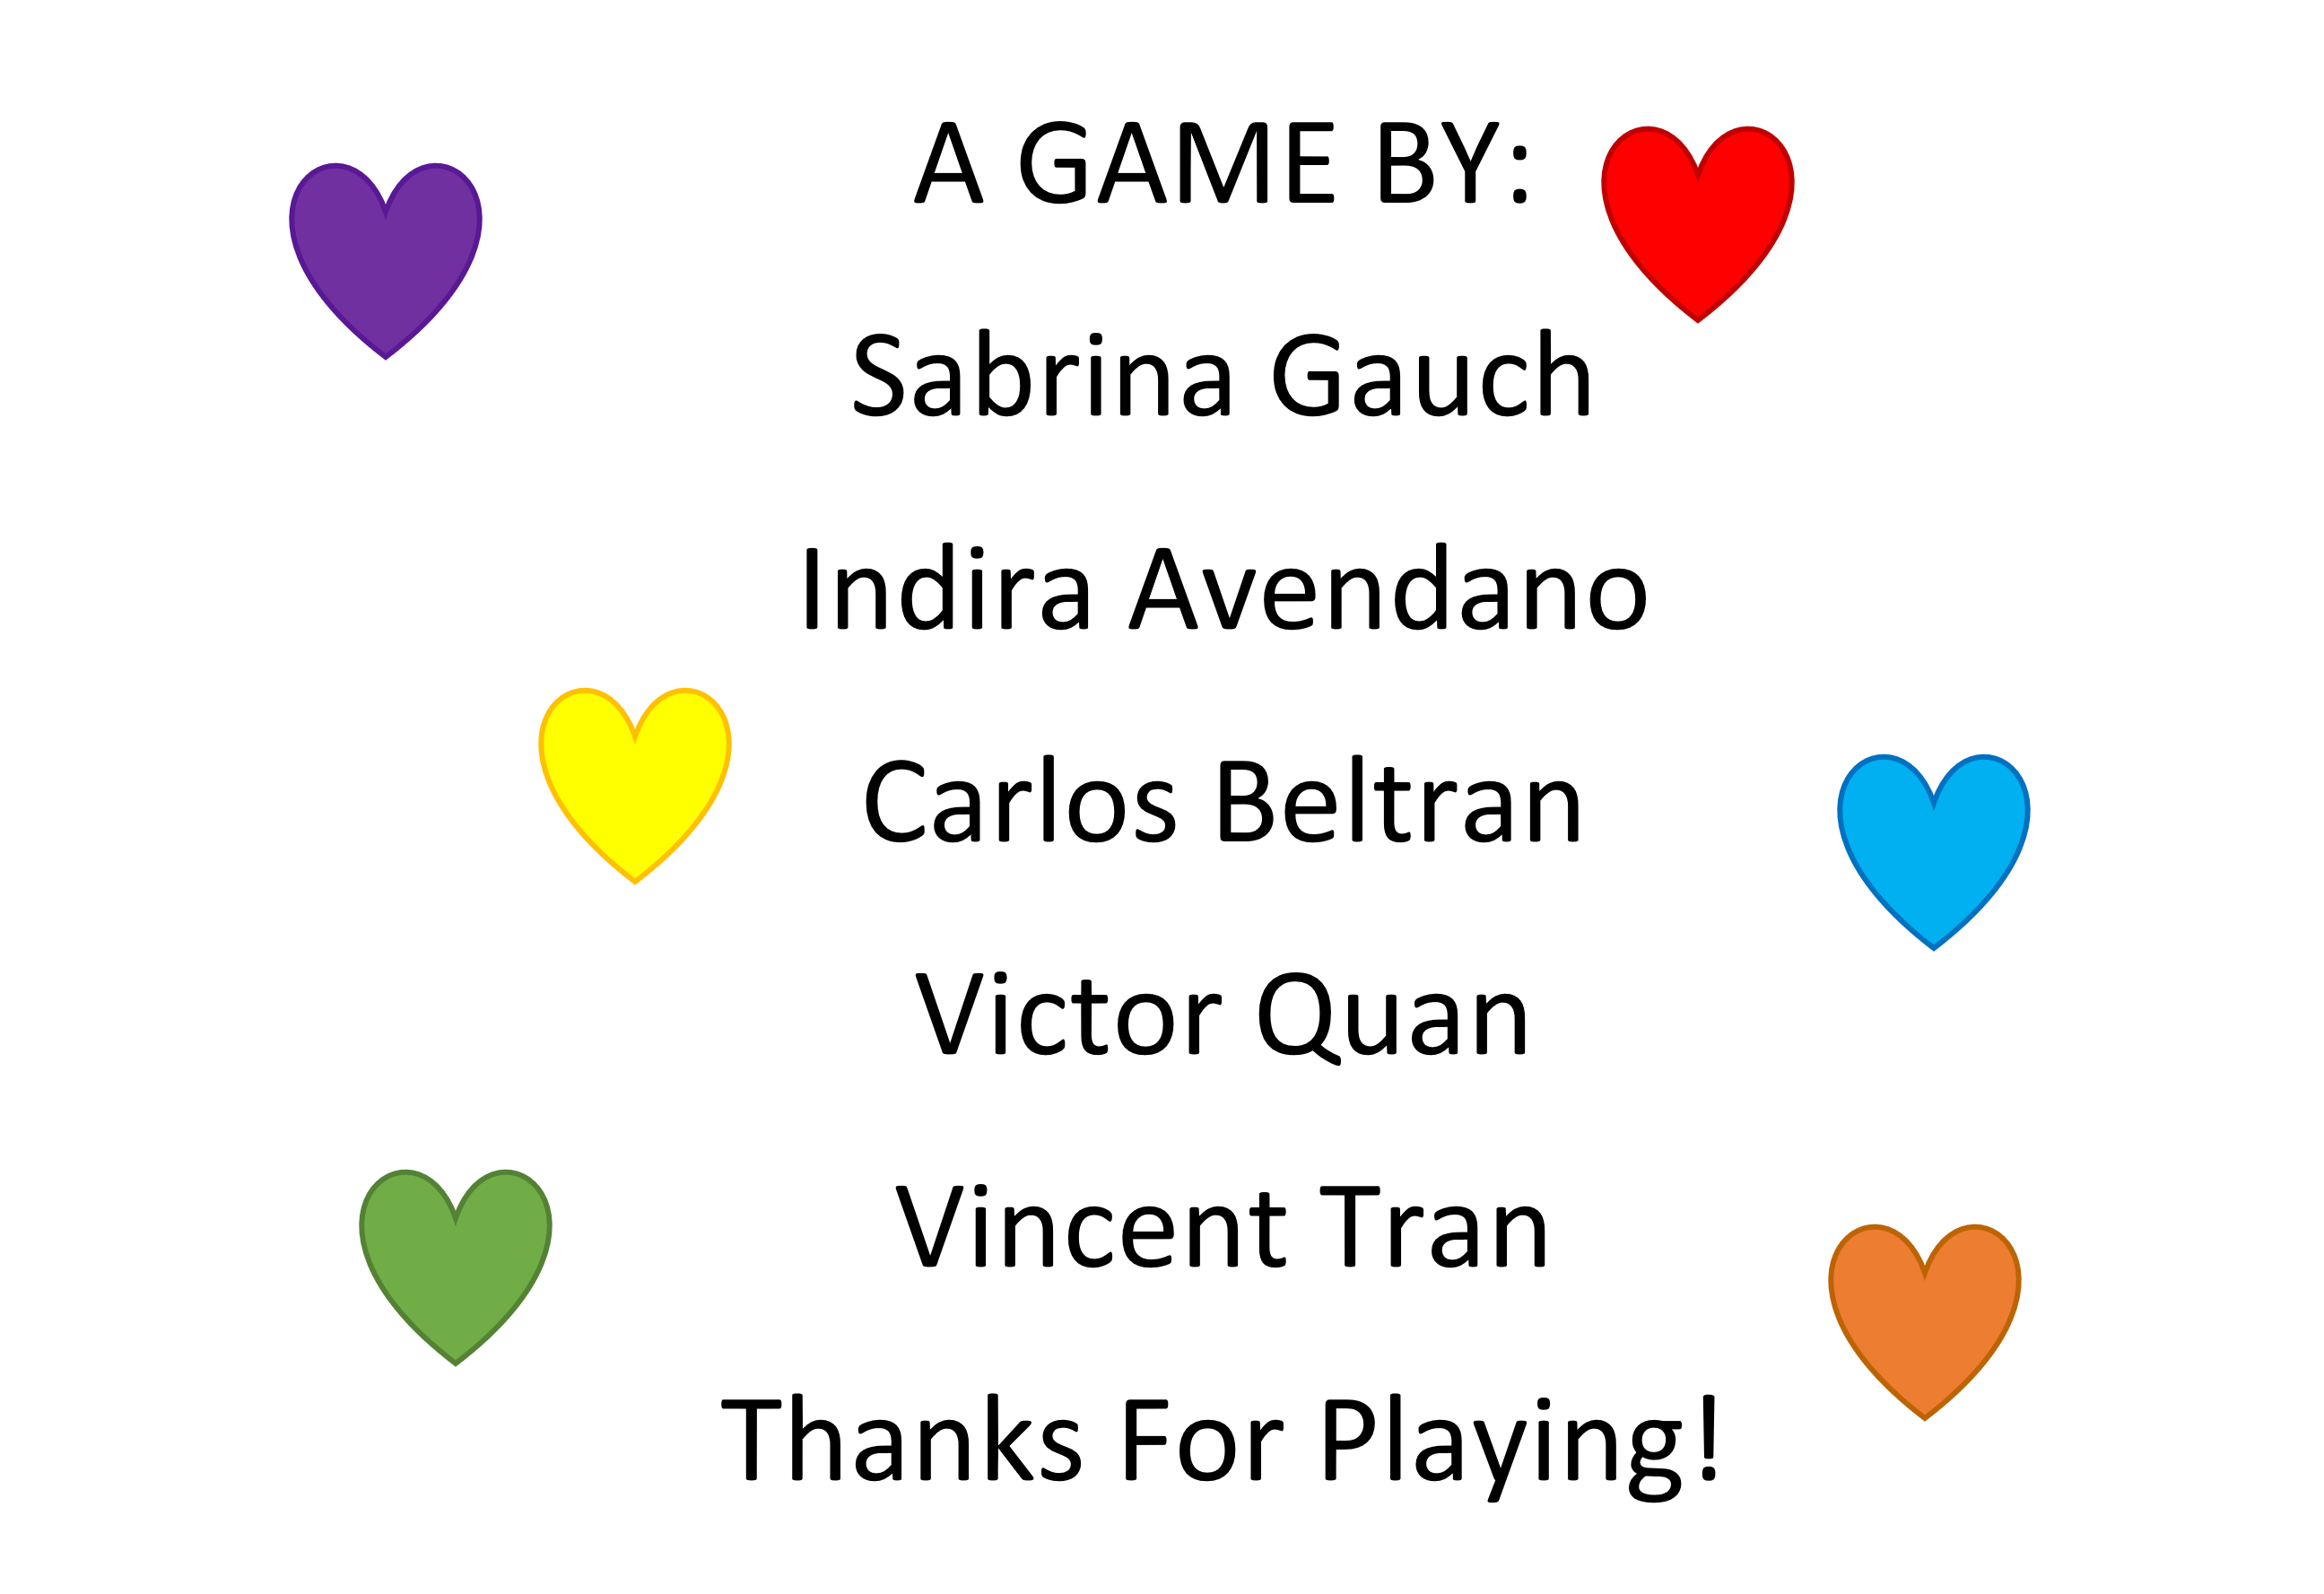 A GAME BY:
Sabrina Gauch
Indira Avendano
Carlos Beltran
Victor Quan
Vincent Tran
Thanks For Playing!